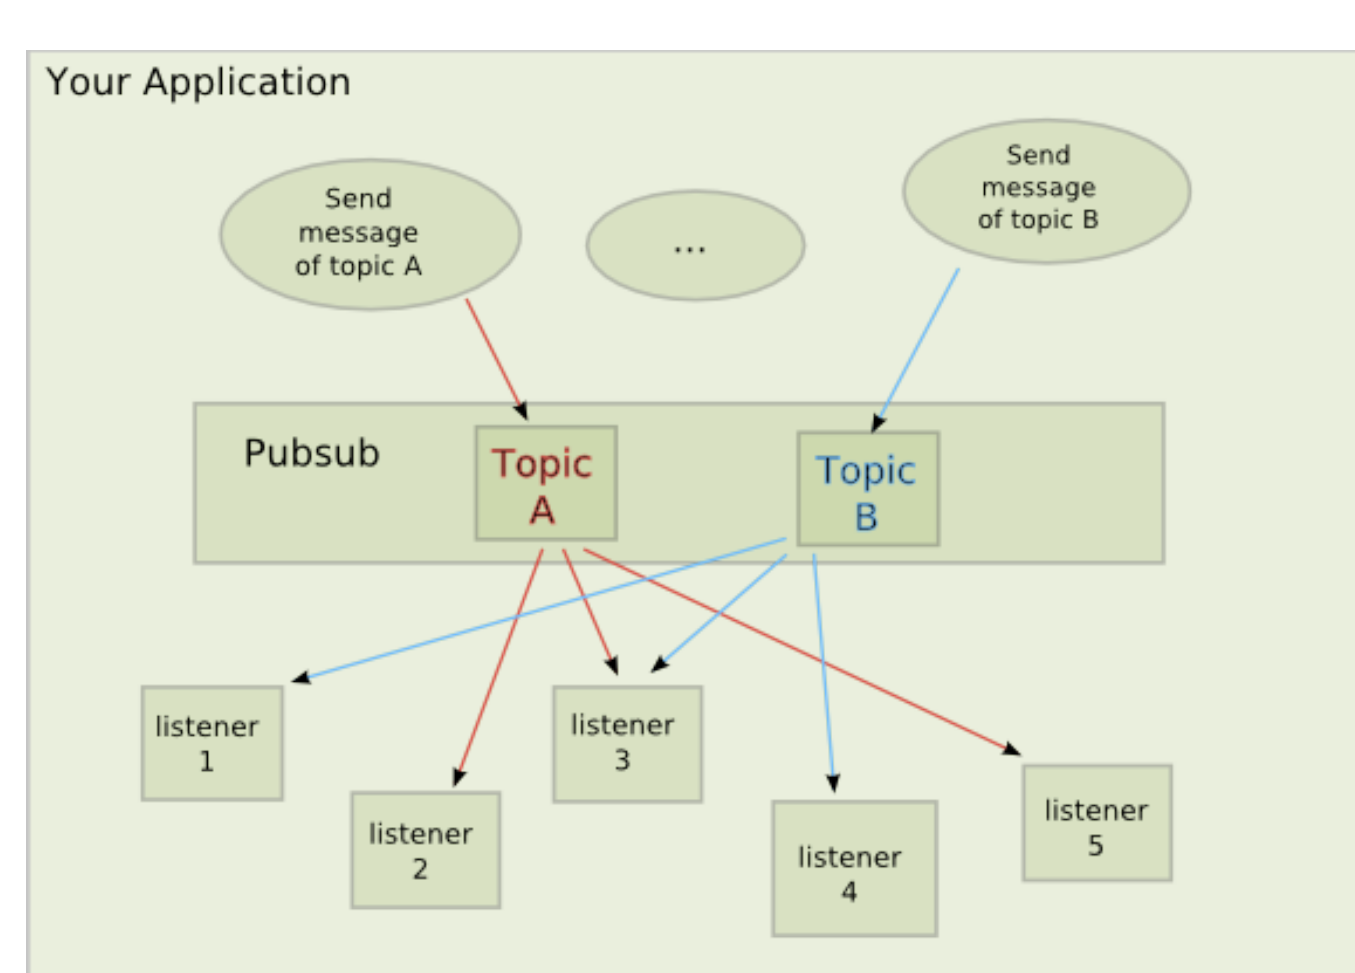 Your Application
Send
message
of topic A
...
Send
message
of topic B
Pubsub
Topic
A
Topic
B
listener
1
listener
2
listener
3
listener
4
listener
5